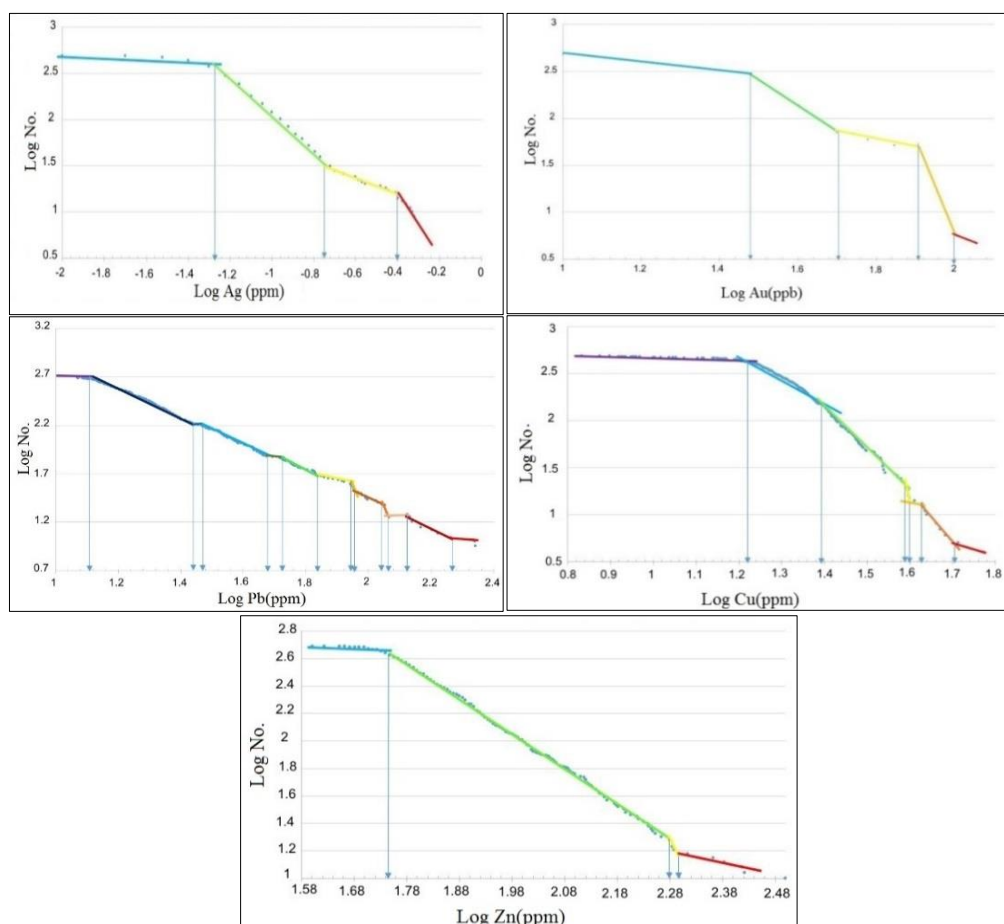 3
2.5
2
1.5
1
0.5
Log No.
-2 -1.8 -1.6 -1.4 -1.2 -1 -0.8 -0.6 -0.4 -0.2 0
Log Ag (ppm)
3
2.5
2
1.5
1
0.5
Log No.
1 1.2 1.4 1.6 1.8 2
Log Au(ppb)
3.2
2.7
2.2
1.7
1.2
0.7
Log No.
1 1.2 1.4 1.6 1.8 2 2.2 2.4
Log Pb(ppm)
3
2.5
2
1.5
1
0.5
Log No·
0.8 0.9 1 1.1 1.2 1.3 1.4 1.5 1.6 1.7 1.8
Log Cu(ppm)
2.8
2.6
2.4
2.2
2
1.8
1.6
1.4
1.2
1
Log No.
1.58 1.68 1.78 1.88 1.98 2.08 2.18 2.28 2.38 2.48
Log Zn(ppm)